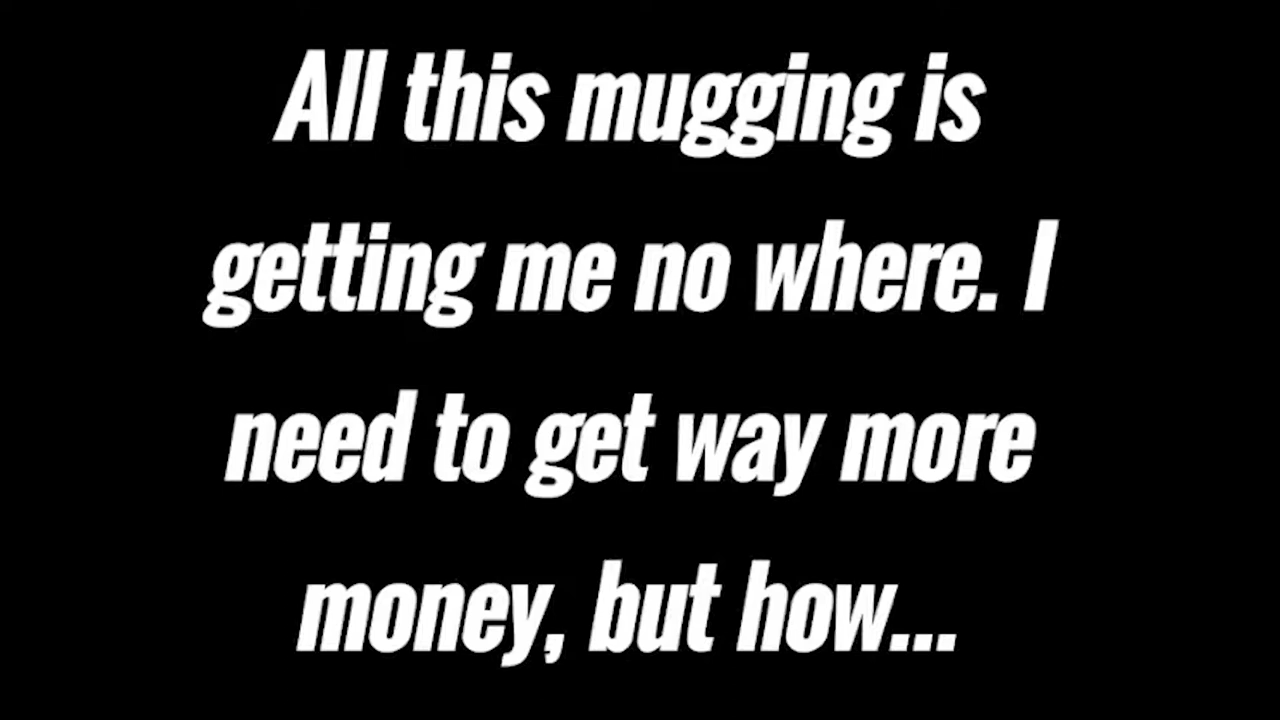 All this mugging is
getting me no where. I
need to get way more
money, but how...